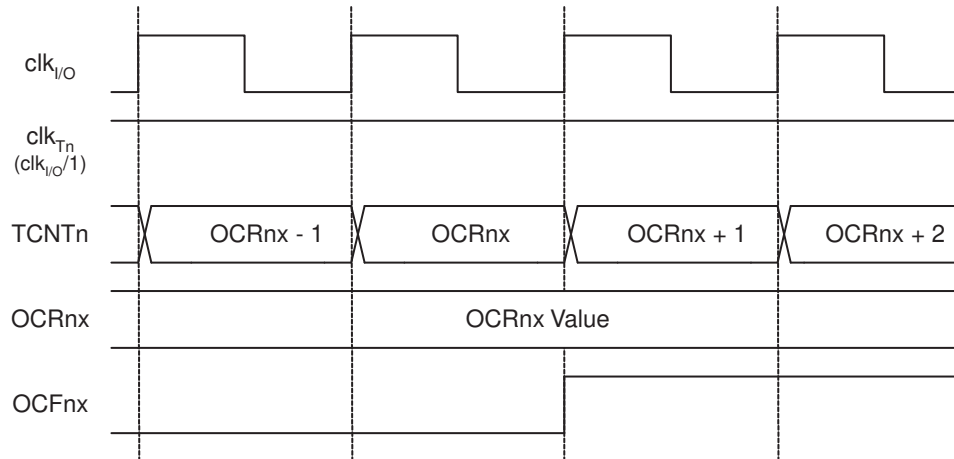 clkI/O
clkTn
(clkI/O/1)
TCNTn OCRnx - 1 OCRnx OCRnx + 1 OCRnx + 2
OCRnx OCRnx Value
OCFnx